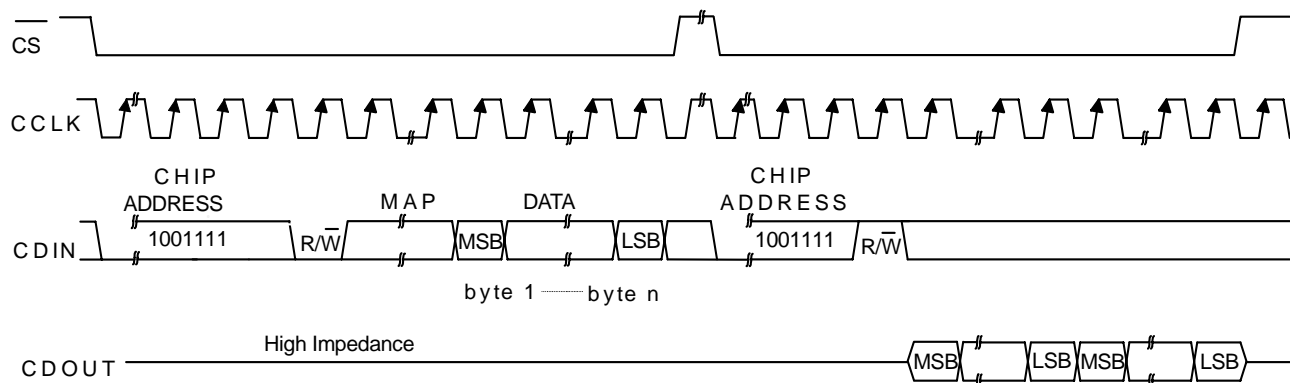 CS
CCLK
CHIP
ADDRESS
MAP
DATA
CHIP
ADDRESS
CDIN
1001111
R/W
MSB
LSB
1001111
R/W
byte 1 byte n
High Impedance
CDOUT
MSB
LSB
MSB
LSB